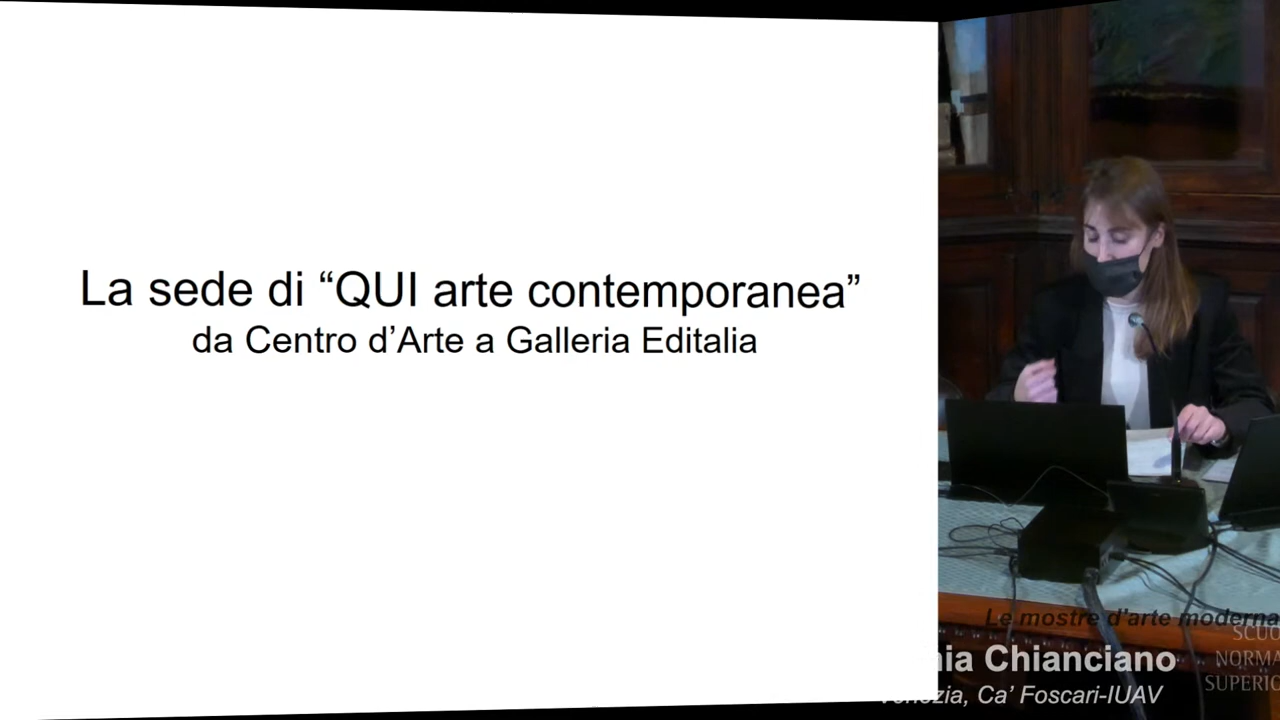 La sede di “QUI arte contemporanea”
da Centro d’Arte a Galleria Editalia
Le mostre d'arte moderna
Chianciano
Venezia, Ca’ Foscari-IUAV